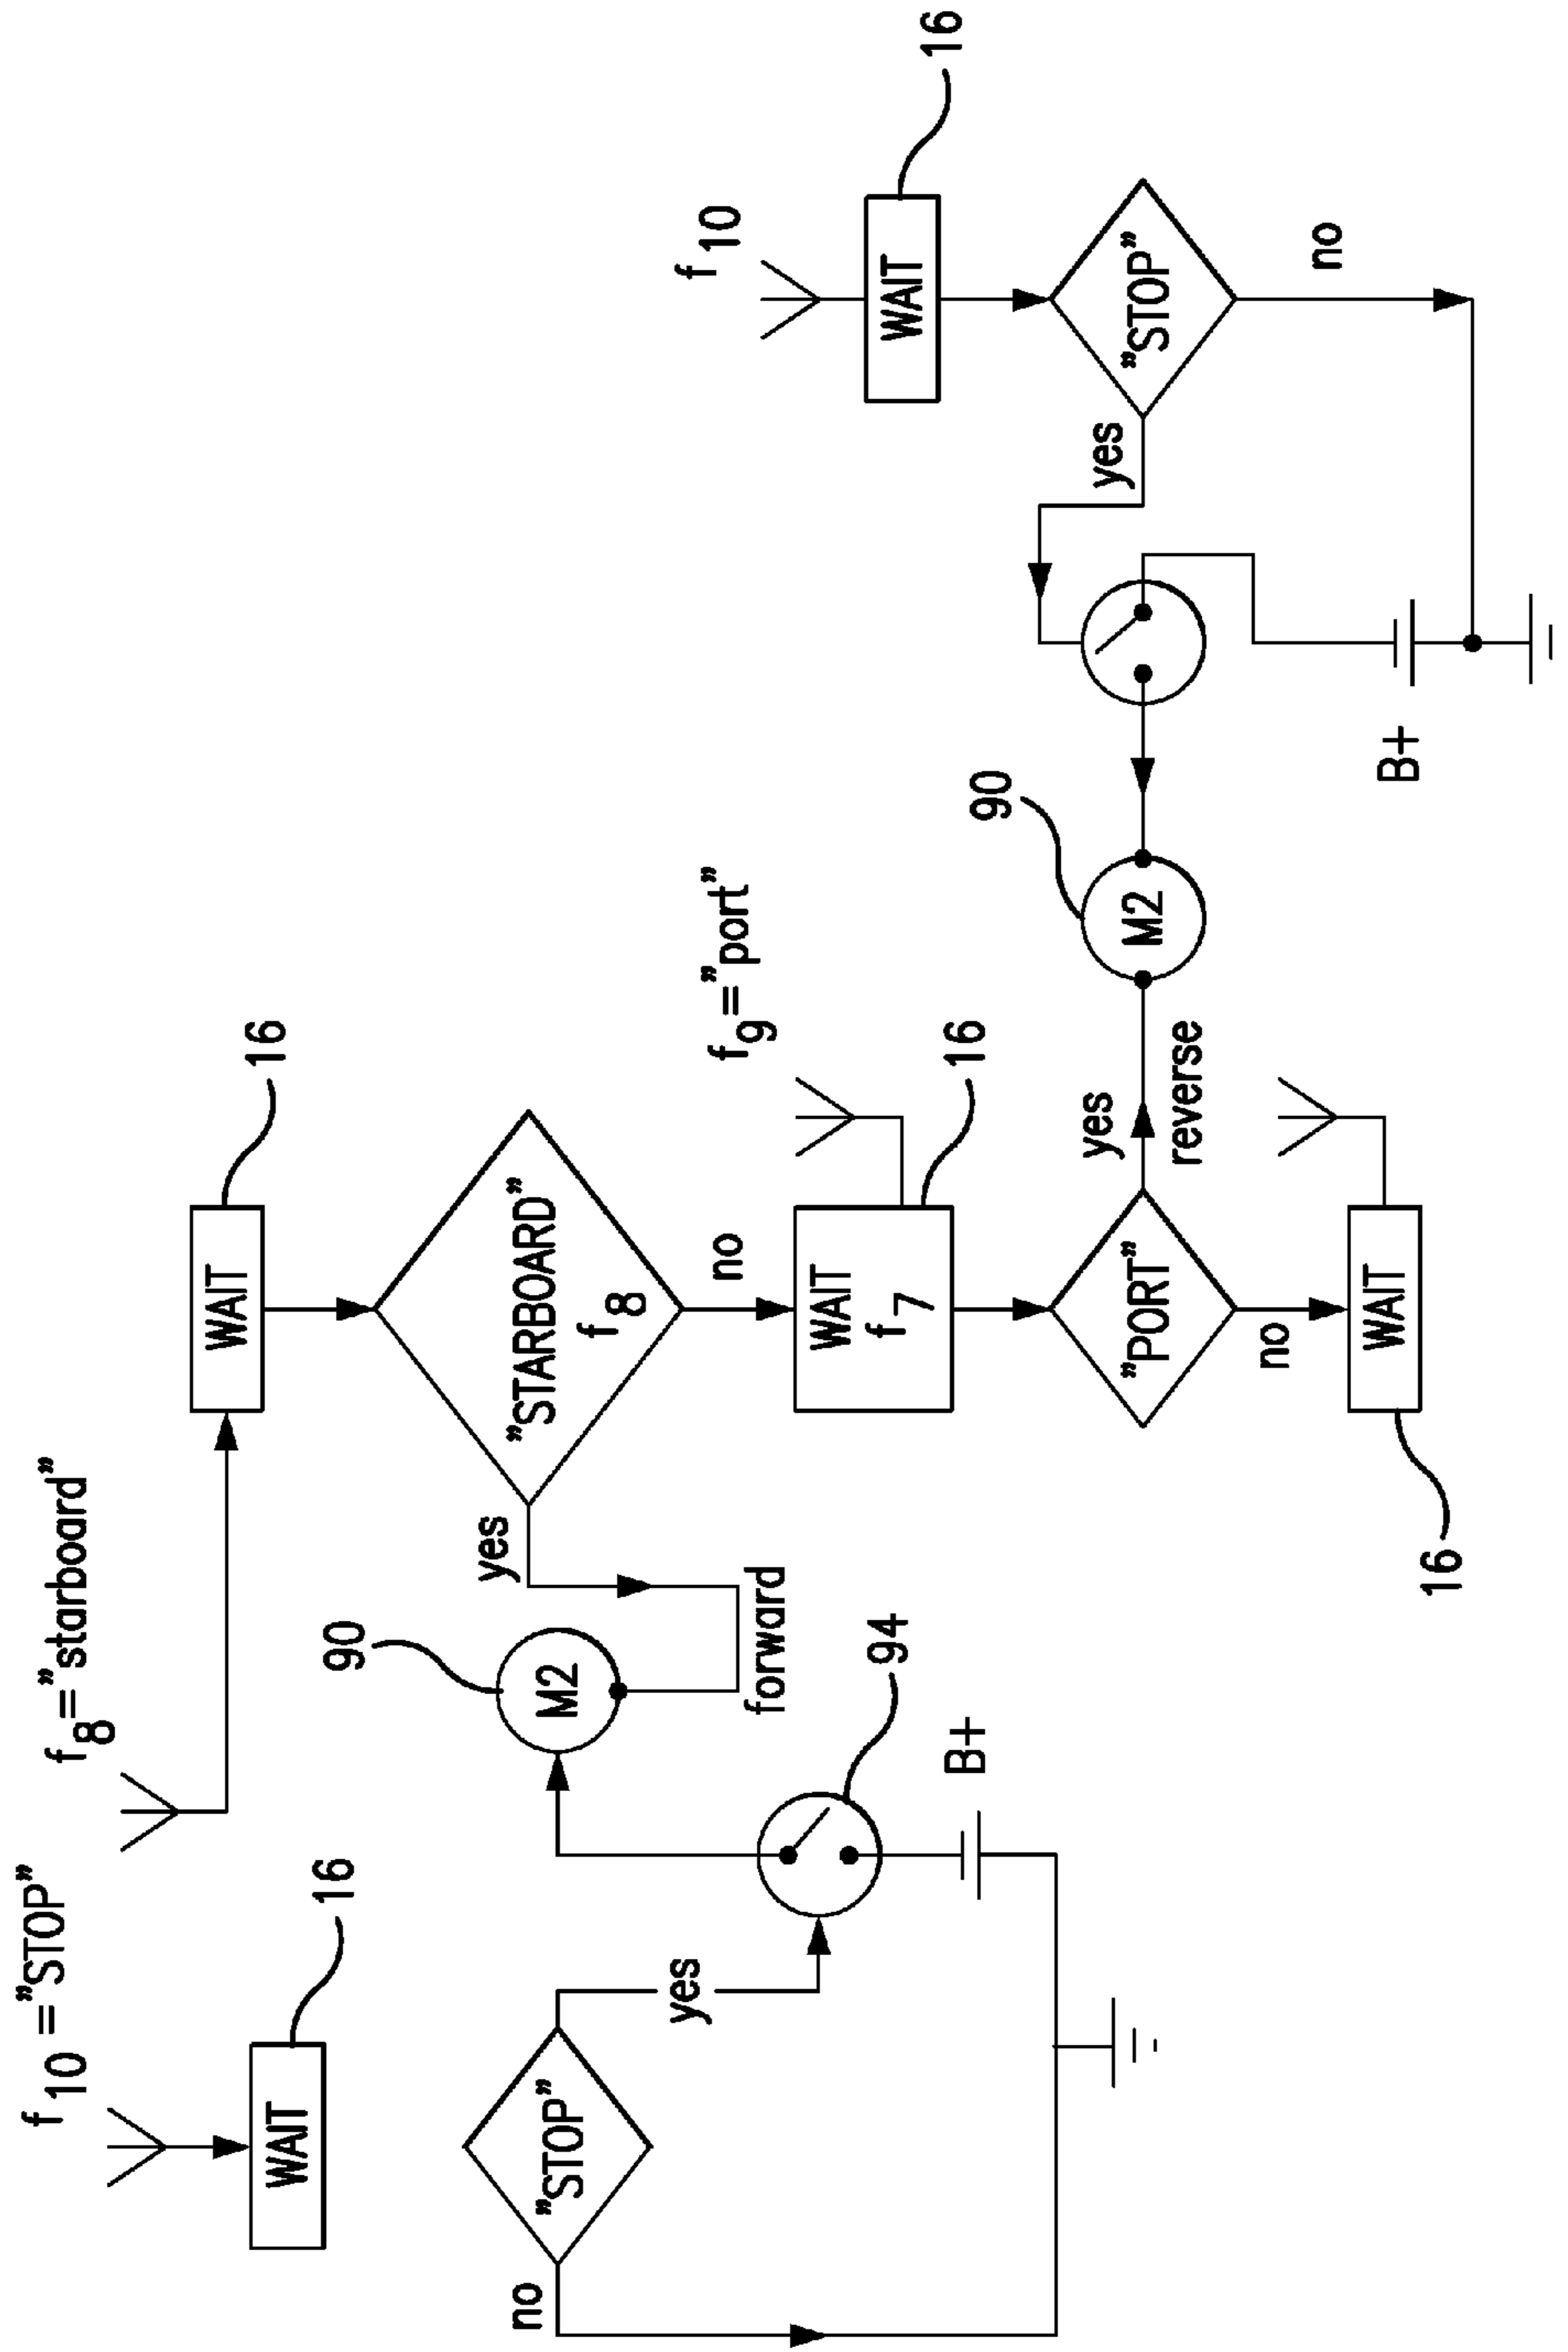 f10 ="STOP"
16
WAIT
"STOP"
no
yes
f8="starboard"
16
WAIT
90
M2
yes
forward
94
B+
"STARBOARD"
f8
no
f9="port"
WAIT
f7
16
"PORT"
yes
reverse
no
WAIT
16
90
M2
B+
f10
16
WAIT
"STOP"
yes
no